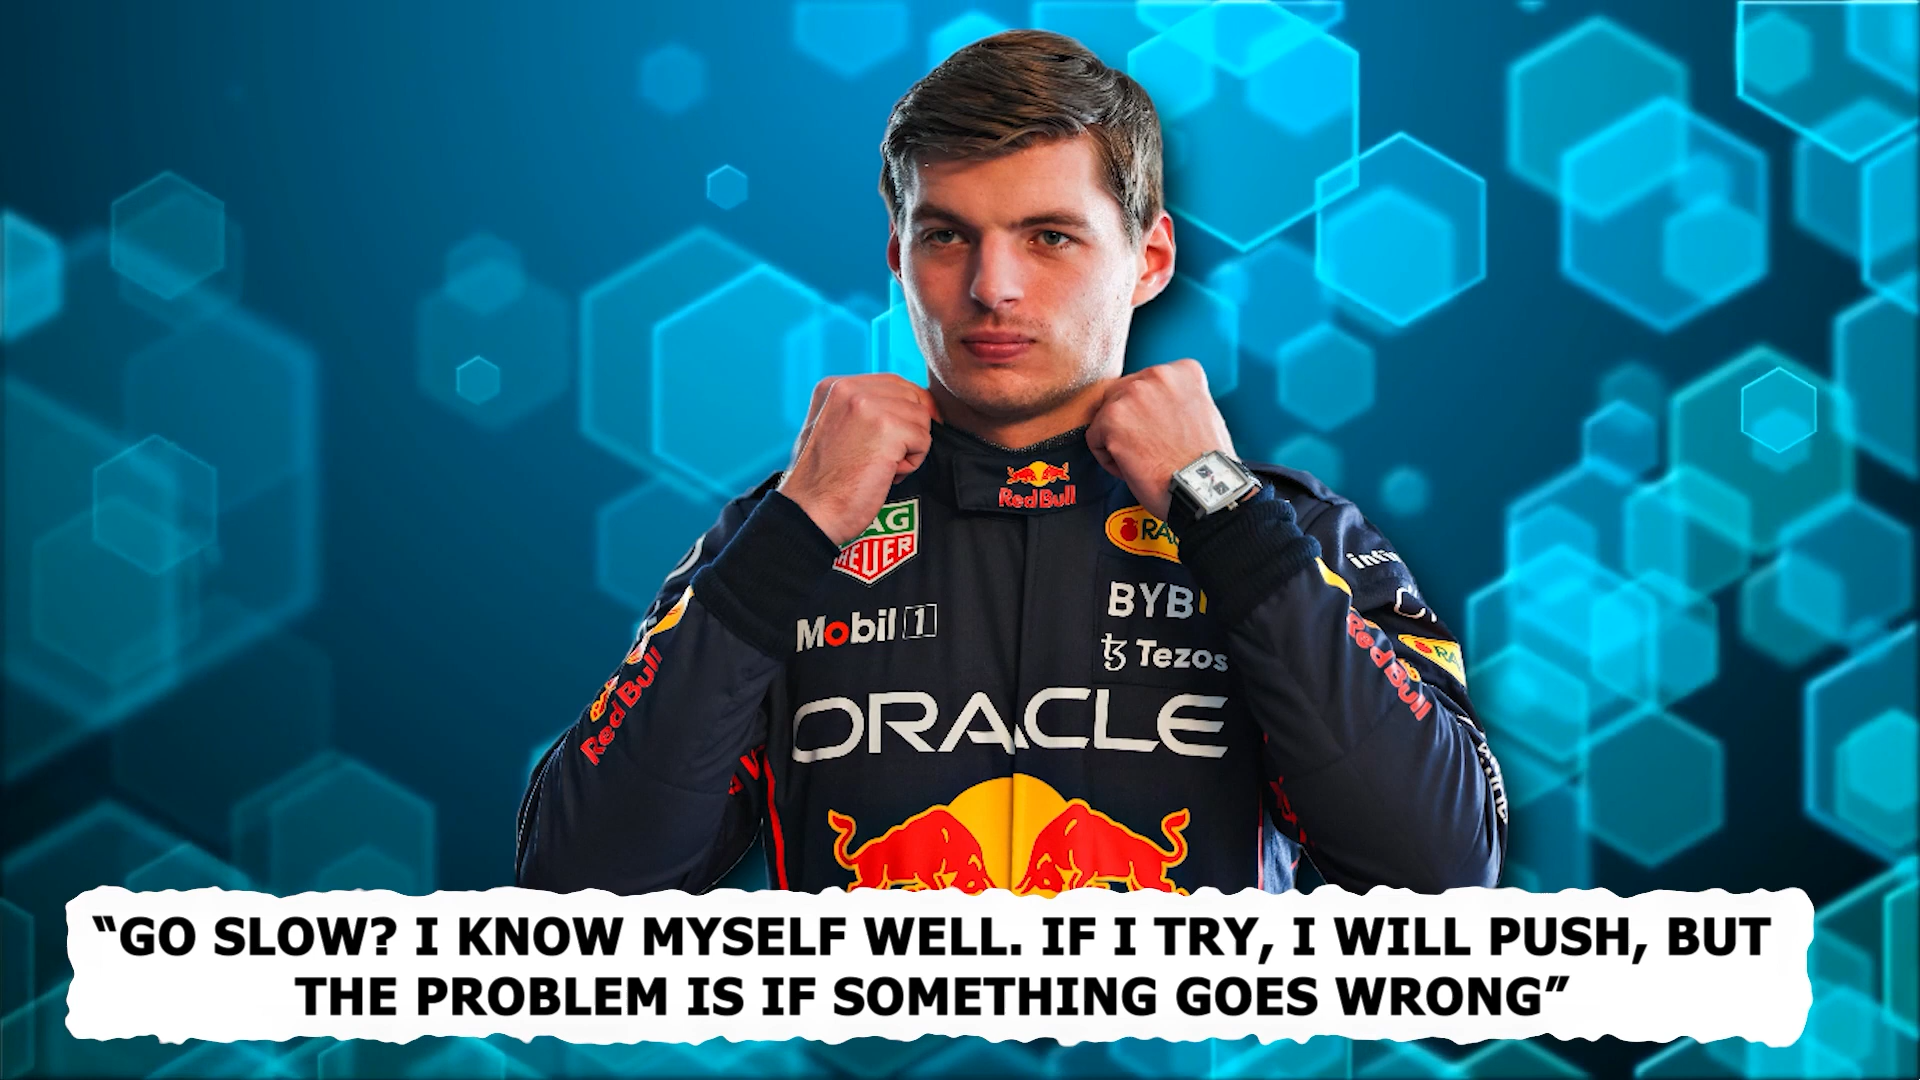 Red Bull
TAG
HEUER
Mobil 1
BYB
Tezos
ORACLE
Red Bull
Red Bull
“GO SLOW? I KNOW MYSELF WELL. IF I TRY, I WILL PUSH, BUT
THE PROBLEM IS IF SOMETHING GOES WRONG”